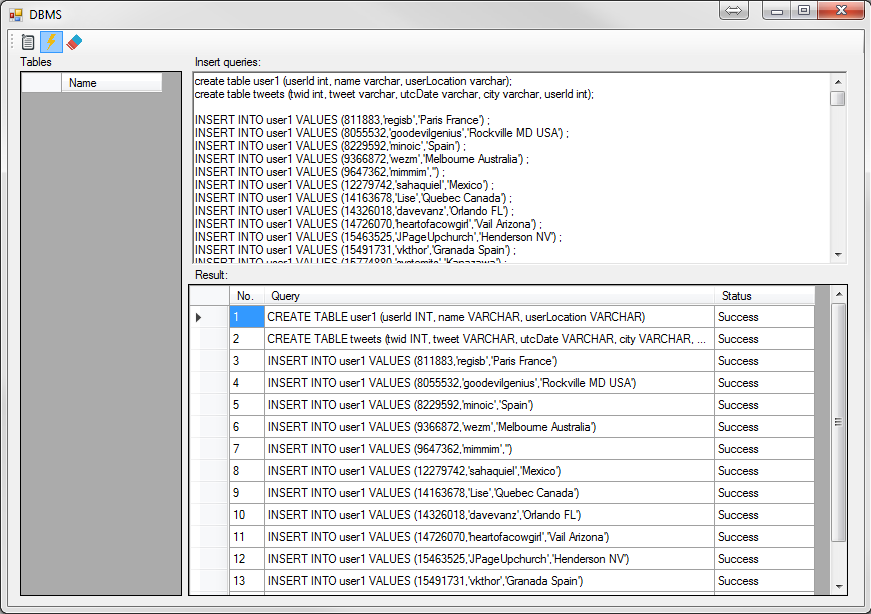 DBMS
Tables
Name
Insert queries:
create table user1 (userId int, name varchar, userLocation varchar);
create table tweets (twid int, tweet varchar, utcDate varchar, city varchar, userId int);
INSERT INTO user1 VALUES (811883,'regisb','Paris France') ;
INSERT INTO user1 VALUES (8055532,'goodevilgenius','Rockville MD USA') ;
INSERT INTO user1 VALUES (8229592,'minoic','Spain') ;
INSERT INTO user1 VALUES (9366872,'wezm','Melbourne Australia') ;
INSERT INTO user1 VALUES (9647362,'mimmim','') ;
INSERT INTO user1 VALUES (12279742,'sahaquiel','Mexico') ;
INSERT INTO user1 VALUES (14163678,'Lise','Quebec Canada') ;
INSERT INTO user1 VALUES (14326018,'davevanz','Orlando FL') ;
INSERT INTO user1 VALUES (14726070,'heartofacowgirl','Vail Arizona') ;
INSERT INTO user1 VALUES (15463525,'JPageUpchurch','Henderson NV') ;
INSERT INTO user1 VALUES (15491731,'vkthor','Granada Spain') ;
INSERT INTO user1 VALUES
Result:
No. Query Status
1 CREATE TABLE user1 (userId INT, name VARCHAR, userLocation VARCHAR) Success
2 CREATE TABLE tweets (twid INT, tweet VARCHAR, utcDate VARCHAR, city VARCHAR, ... Success
3 INSERT INTO user1 VALUES (811883,'regisb','Paris France') Success
4 INSERT INTO user1 VALUES (8055532,'goodevilgenius','Rockville MD USA') Success
5 INSERT INTO user1 VALUES (8229592,'minoic','Spain') Success
6 INSERT INTO user1 VALUES (9366872,'wezm','Melbourne Australia') Success
7 INSERT INTO user1 VALUES (9647362,'mimmim','') Success
8 INSERT INTO user1 VALUES (12279742,'sahaquiel','Mexico') Success
9 INSERT INTO user1 VALUES (14163678,'Lise','Quebec Canada') Success
10 INSERT INTO user1 VALUES (14326018,'davevanz','Orlando FL') Success
11 INSERT INTO user1 VALUES (14726070,'heartofacowgirl','Vail Arizona') Success
12 INSERT INTO user1 VALUES (15463525,'JPageUpchurch','Henderson NV') Success
13 INSERT INTO user1 VALUES (15491731,'vkthor','Granada Spain') Success